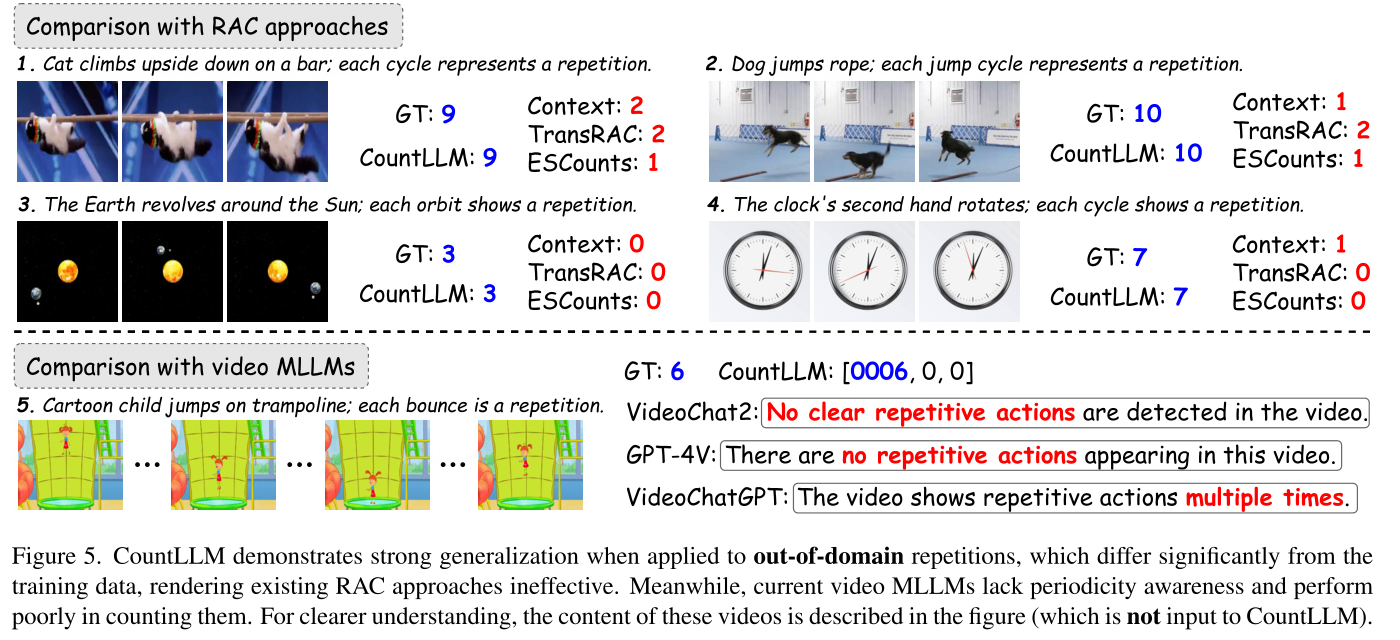 Comparison with RAC approaches
1. Cat climbs upside down on a bar; each cycle represents a repetition.
GT: 9
CountLLM: 9
Context: 2
TransRAC: 2
ESCounts: 1
2. Dog jumps rope; each jump cycle represents a repetition.
GT: 10
CountLLM: 10
Context: 1
TransRAC: 2
ESCounts: 1
3. The Earth revolves around the Sun; each orbit shows a repetition.
GT: 3
CountLLM: 3
Context: 0
TransRAC: 0
ESCounts: 0
4. The clock's second hand rotates; each cycle shows a repetition.
GT: 7
CountLLM: 7
Context: 1
TransRAC: 0
ESCounts: 0
Comparison with video MLLMs
5. Cartoon child jumps on trampoline; each bounce is a repetition.
... ... ...
GT: 6 CountLLM: [0006, 0, 0]
VideoChat2: No clear repetitive actions are detected in the video.
GPT-4V: There are no repetitive actions appearing in this video.
VideoChatGPT: The video shows repetitive actions multiple times.
Figure 5. CountLLM demonstrates strong generalization when applied to out-of-domain repetitions, which differ significantly from the
training data, rendering existing RAC approaches ineffective. Meanwhile, current video MLLMs lack periodicity awareness and perform
poorly in counting them. For clearer understanding, the content of these videos is described in the figure (which is not input to CountLLM).